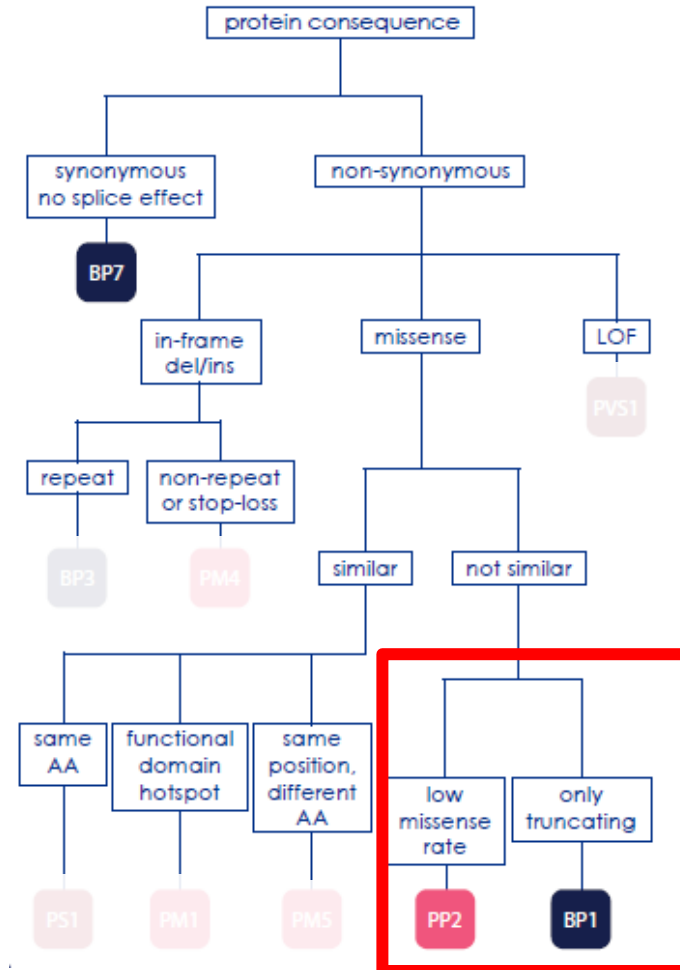 protein consequence
synonymous
no splice effect
non-synonymous
BP7
in-frame
del/ins
missense
LOF
PVS1
repeat
non-repeat
or stop-loss
BP3
PM4
similar
not similar
same
AA
functional
domain
hotspot
same
position,
different
AA
low
missense
rate
only
truncating
PS1
PM1
PM5
PP2
BP1